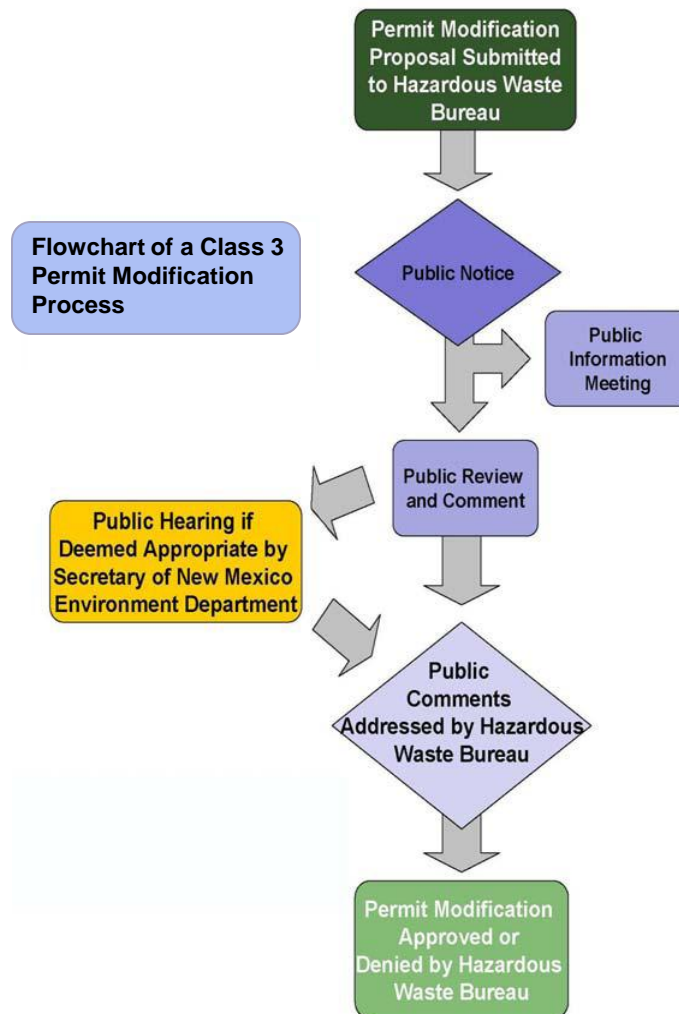 Permit Modification
Proposal Submitted
to Hazardous Waste
Bureau
Flowchart of a Class 3
Permit Modification
Process
Public Notice
Public
Information
Meeting
Public Review
and Comment
Public Hearing if
Deemed Appropriate by
Secretary of New Mexico
Environment Department
Public
Comments
Addressed by Hazardous
Waste Bureau
Permit Modification
Approved or
Denied by Hazardous
Waste Bureau